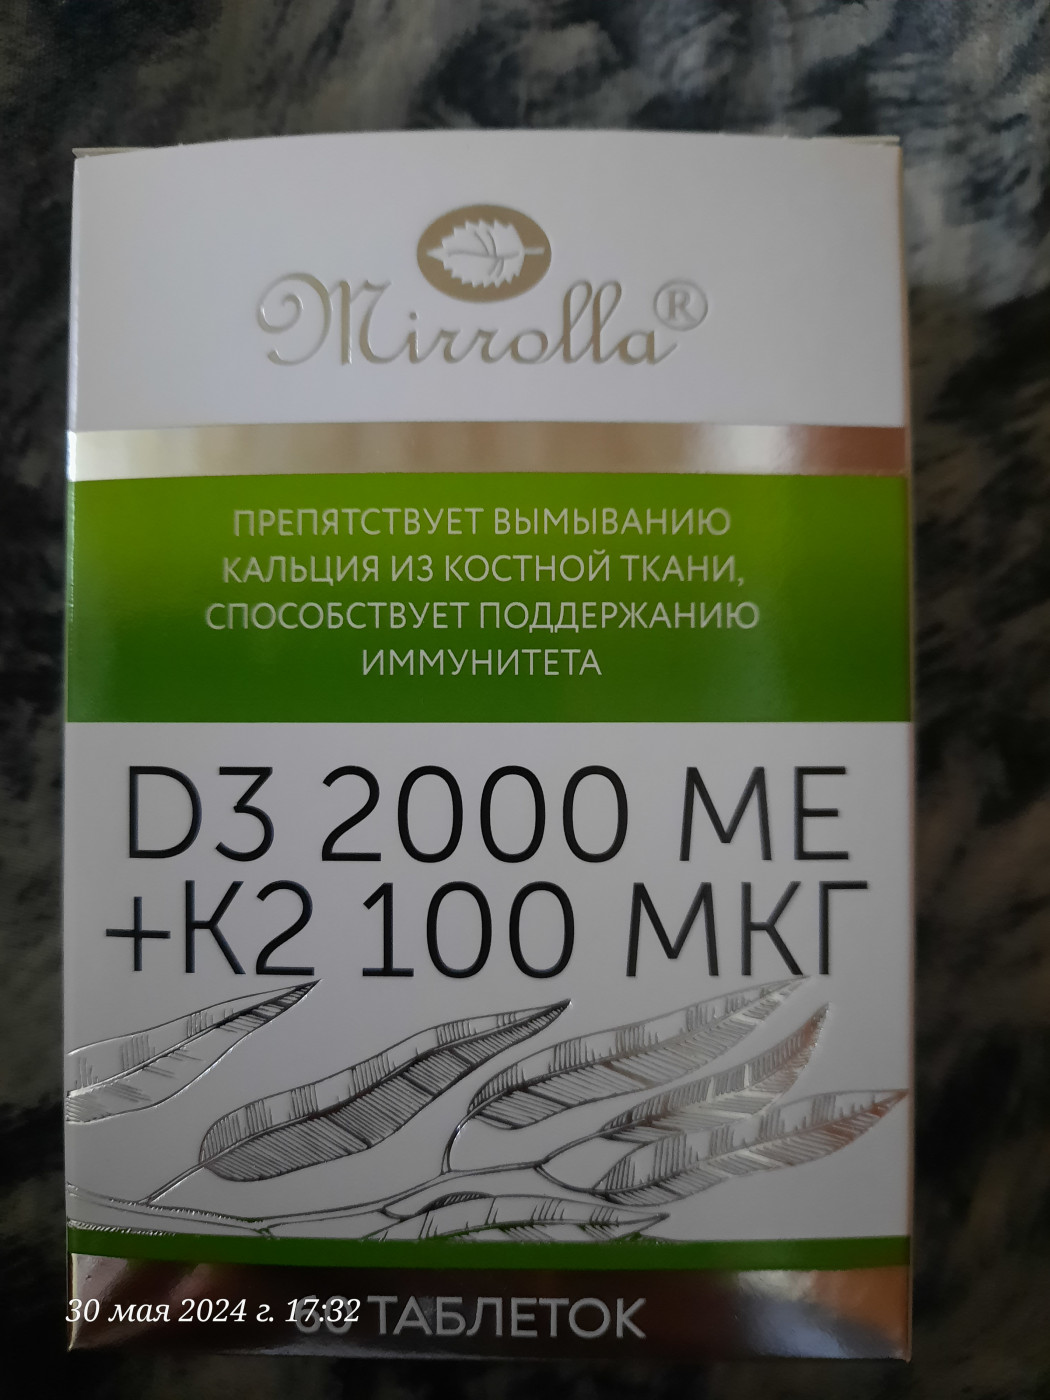 Mirrolla®
ПРЕПЯТСТВУЕТ ВЫМЫВАНИЮ
КАЛЬЦИЯ ИЗ КОСТНОЙ ТКАНИ,
СПОСОБСТВУЕТ ПОДДЕРЖАНИЮ
ИММУНИТЕТА
D3 2000 МЕ
+К2 100 МКГ
60 ТАБЛЕТОК
30 мая 2024 г. 17:32